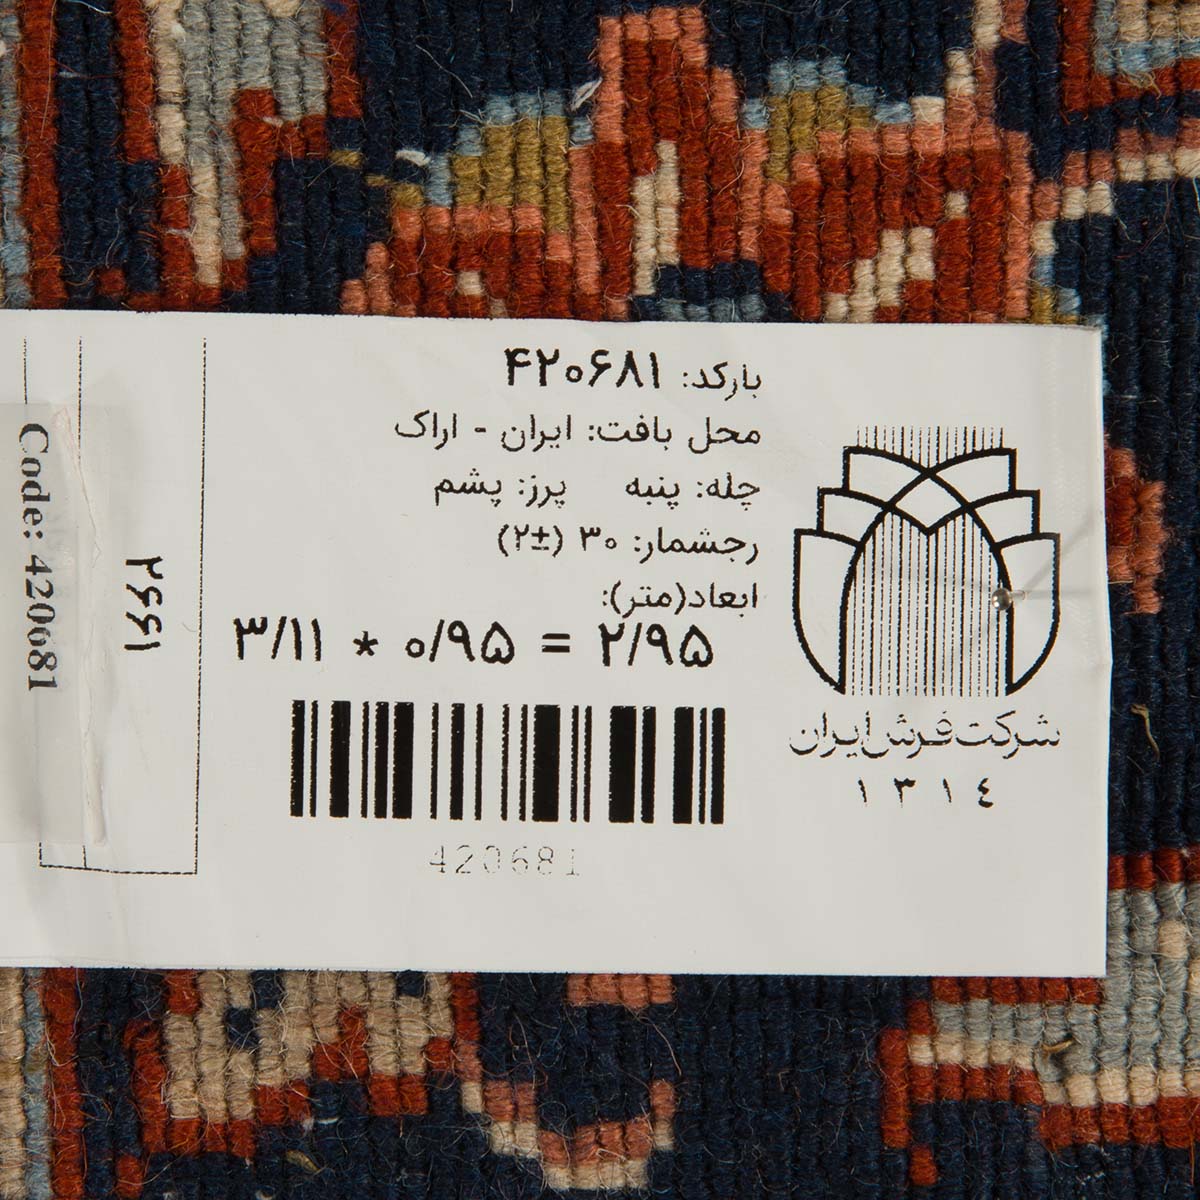 بارکد: ۴۲۰۶۸۱
محل بافت: ایران - اراک
چله: پنبه پرز: پشم
رجشمار: ۳۰ (±۲)
ابعاد(متر):
۳/۱۱ * ۰/۹۵ = ۲/۹۵
420681
شرکت فرش ایران
۱۳۱٤
۲۶۶۱
Code: 420681